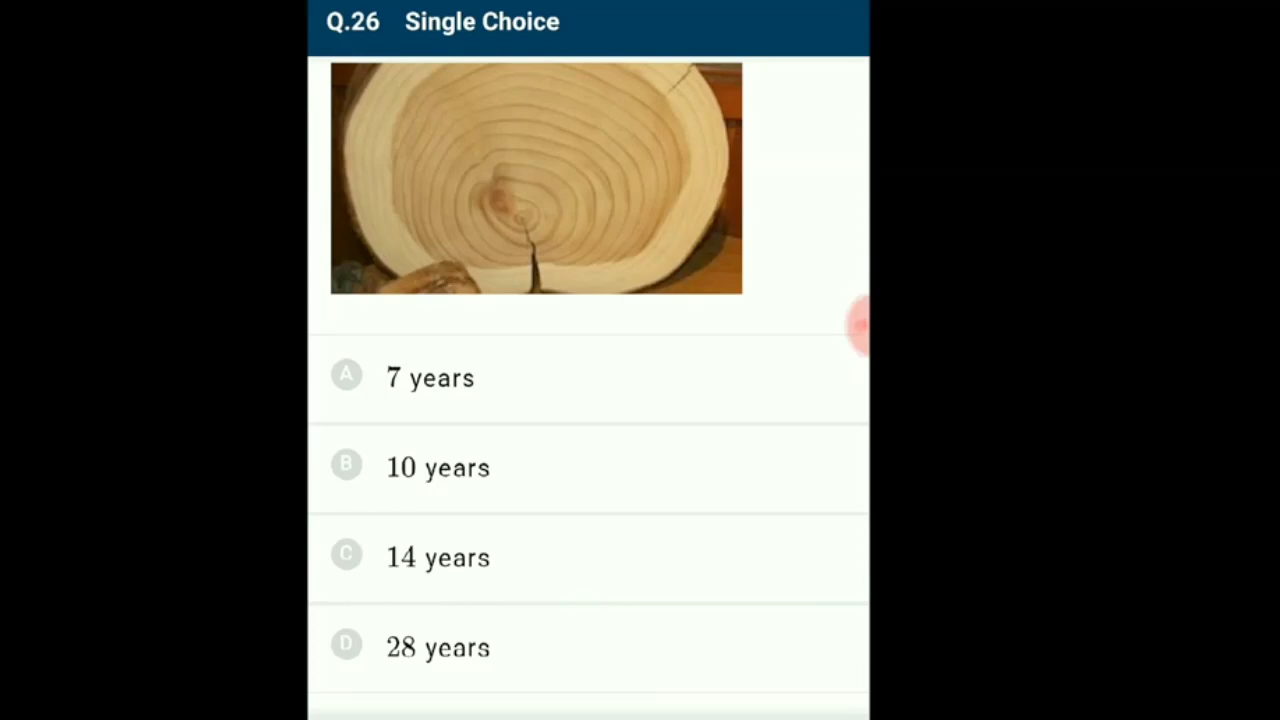 Q.26 Single Choice
A 7 years
B 10 years
C 14 years
D 28 years